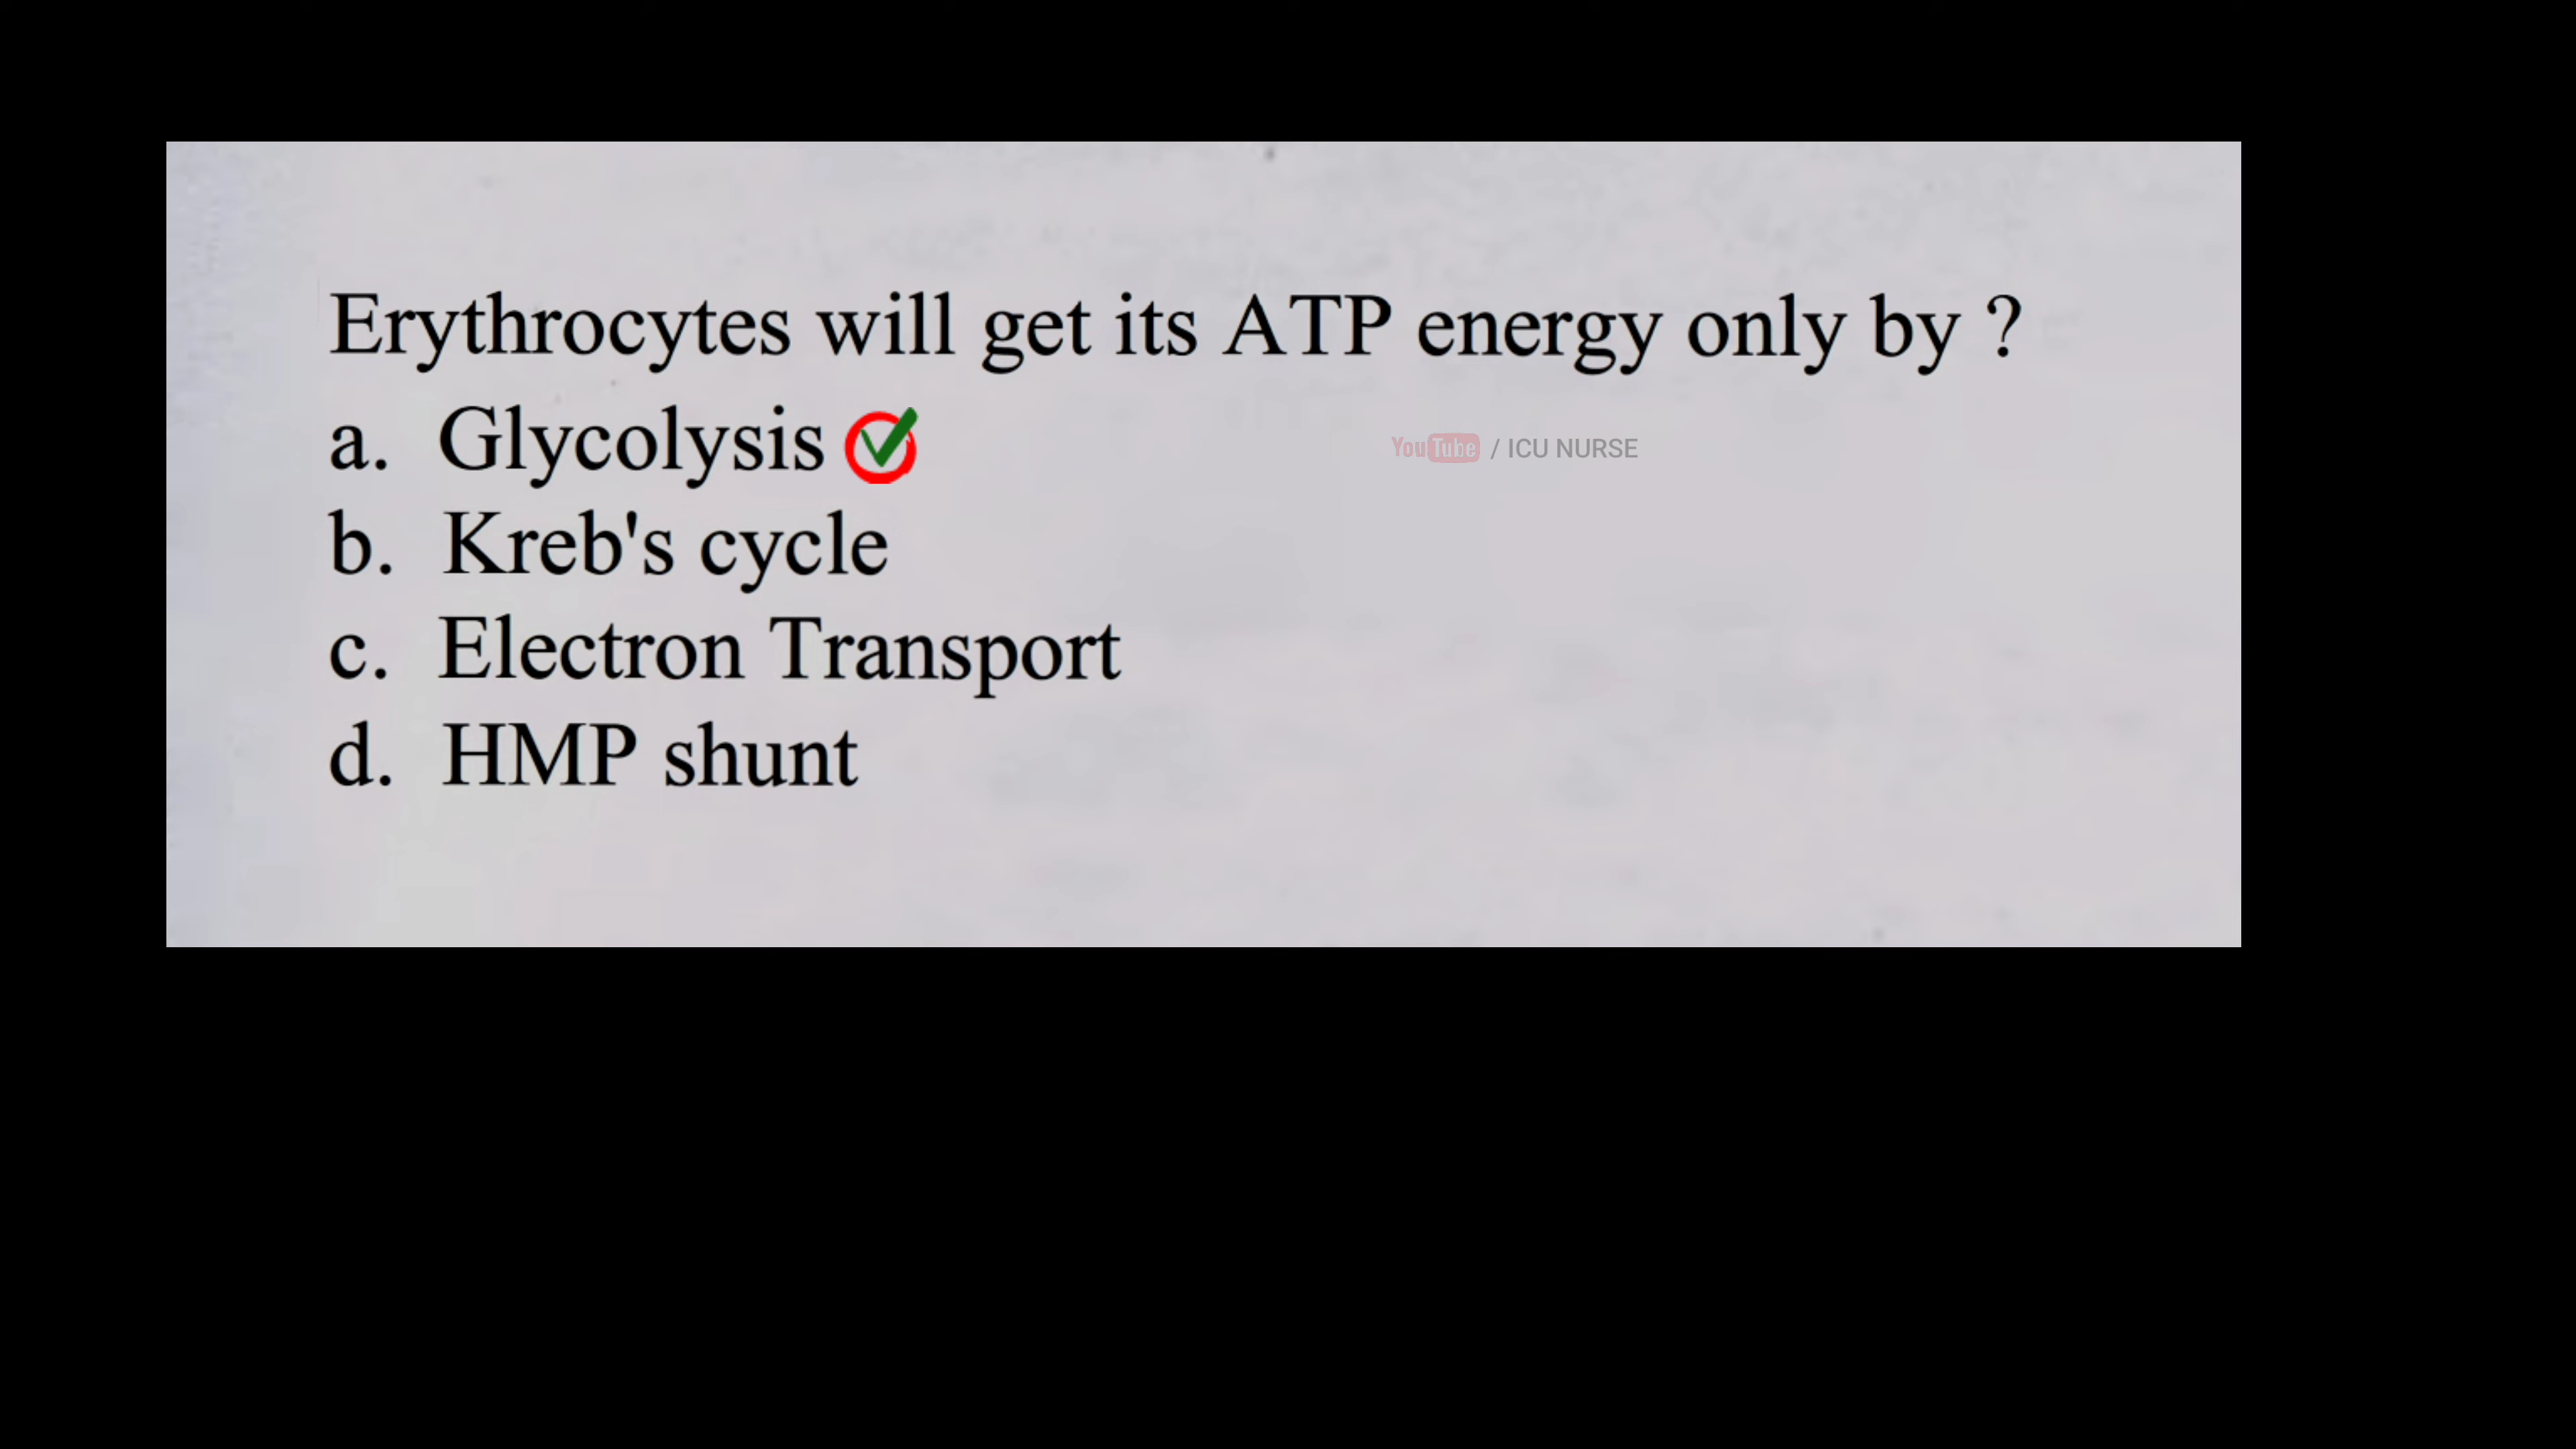 Erythrocytes will get its ATP energy only by ?
a. Glycolysis
YouTube / ICU NURSE
b. Kreb's cycle
c. Electron Transport
d. HMP shunt